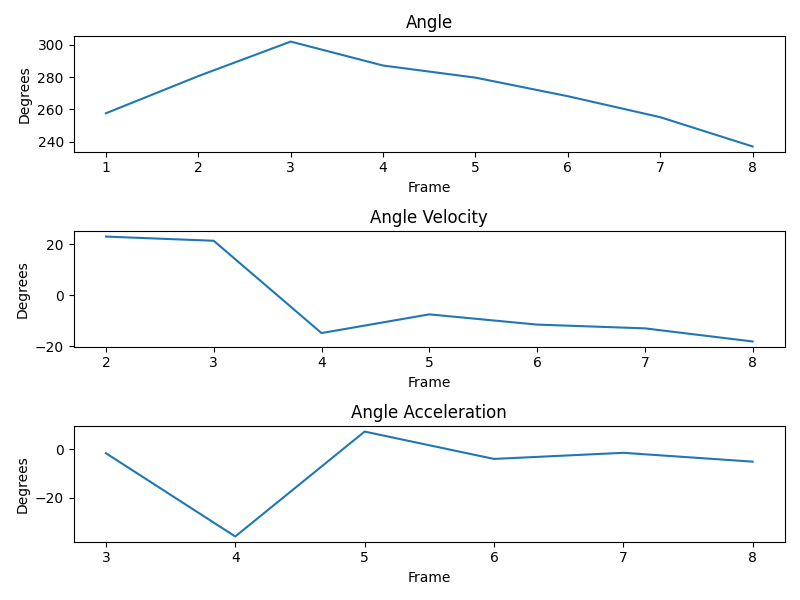 Angle
Degrees
300
280
260
240
1 2 3 4 5 6 7 8
Frame
Angle Velocity
Degrees
20
0
−20
2 3 4 5 6 7 8
Frame
Angle Acceleration
Degrees
0
−20
3 4 5 6 7 8
Frame